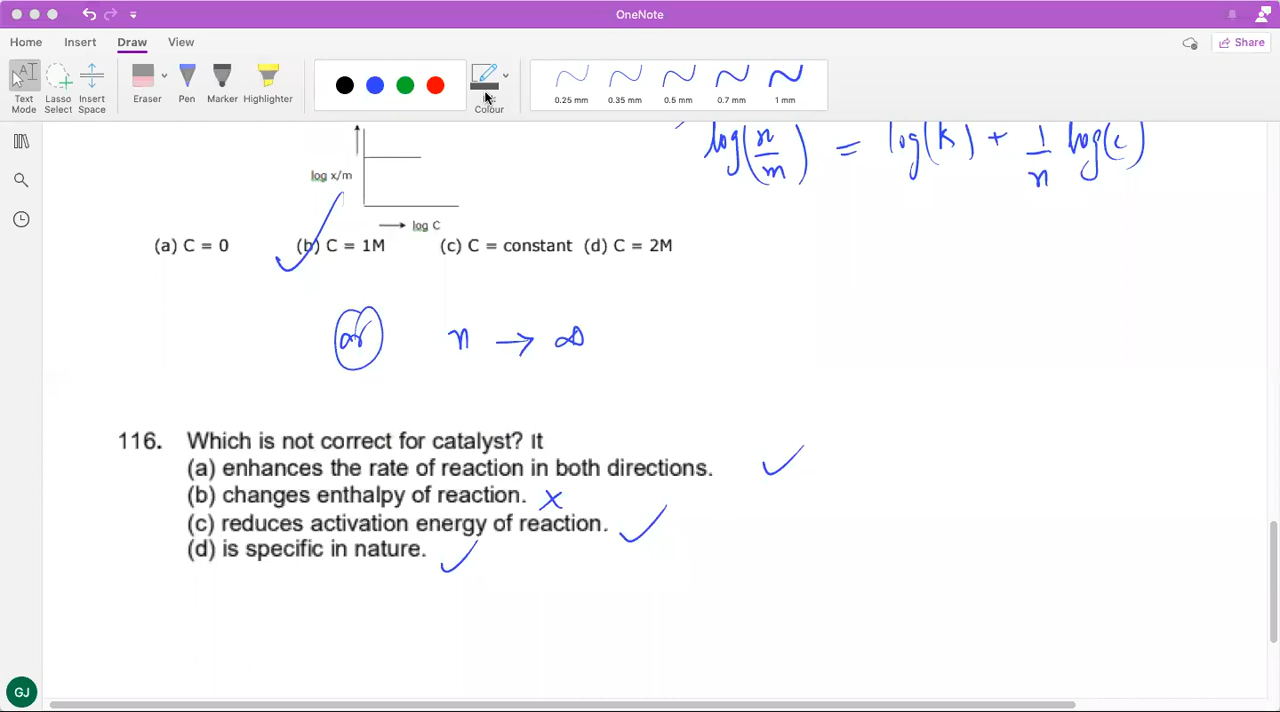 OneNote
Home Insert Draw View
Share
Text Mode
Lasso Select
Insert Space
Eraser
Pen
Marker
Highlighter
Colour
0.25 mm 0.35 mm 0.5 mm 0.7 mm 1 mm
log(x/m) = log(k) + 1/n log(c)
log x/m
log C
(a) C = 0 (b) C = 1M (c) C = constant (d) C = 2M
or n → ∞
116. Which is not correct for catalyst? It
(a) enhances the rate of reaction in both directions.
(b) changes enthalpy of reaction.
(c) reduces activation energy of reaction.
(d) is specific in nature.
GJ